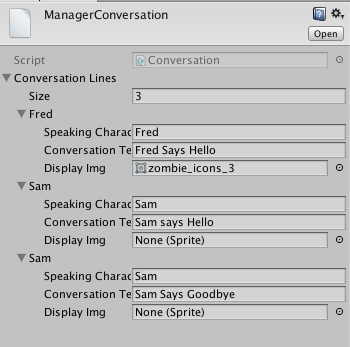 ManagerConversation
Open
Script Conversation
Conversation Lines
Size 3
Fred
Speaking Charac Fred
Conversation Te Fred Says Hello
Display Img zombie_icons_3
Sam
Speaking Charac Sam
Conversation Te Sam says Hello
Display Img None (Sprite)
Sam
Speaking Charac Sam
Conversation Te Sam Says Goodbye
Display Img None (Sprite)